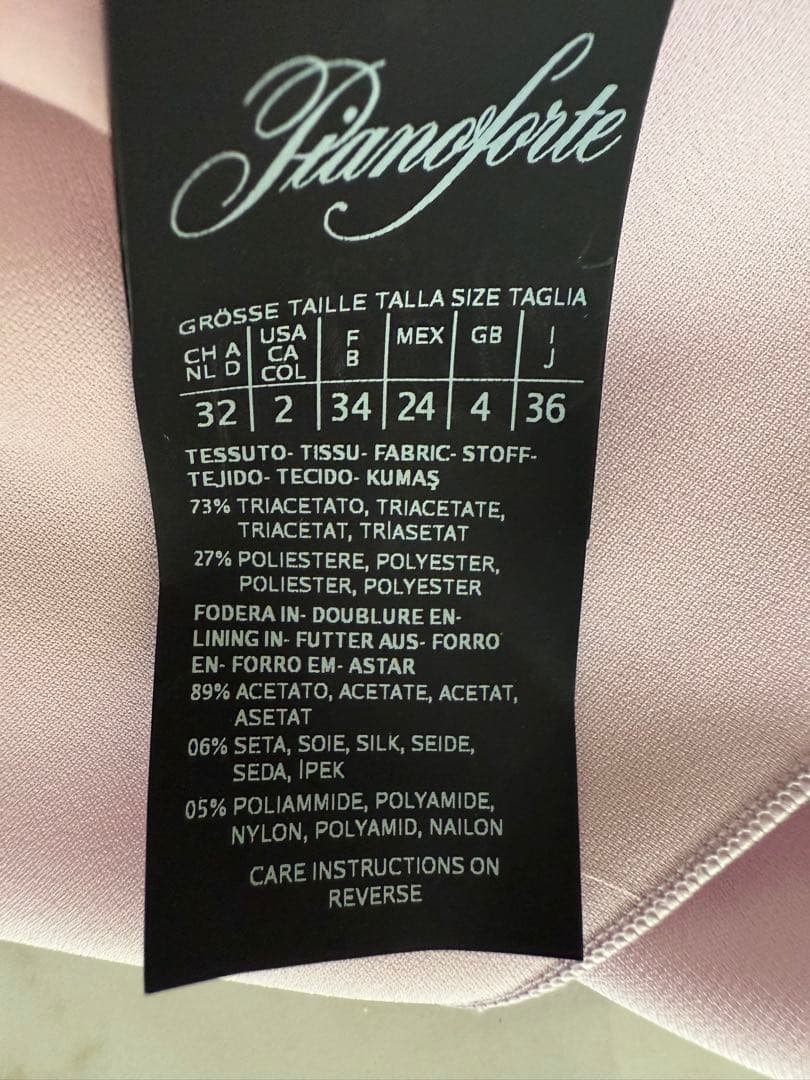 Pianoforte
GRÖSSE TAILLE TALLA SIZE TAGLIA
CH A NL D USA CA COL F B MEX GB I J
32 2 34 24 4 36
TESSUTO- TISSU- FABRIC- STOFF-
TEJIDO- TECIDO- KUMAŞ
73% TRIACETATO, TRIACETATE,
TRIACÉTAT, TRİASETAT
27% POLIESTERE, POLYESTER,
POLIESTER, POLYESTER
FODERA IN- DOUBLURE EN-
LINING IN- FUTTER AUS- FORRO
EN- FORRO EM- ASTAR
89% ACETATO, ACETATE, ACETAT,
ASETAT
06% SETA, SOIE, SILK, SEIDE,
SEDA, İPEK
05% POLIAMMIDE, POLYAMIDE,
NYLON, POLYAMID, NAILON
CARE INSTRUCTIONS ON
REVERSE